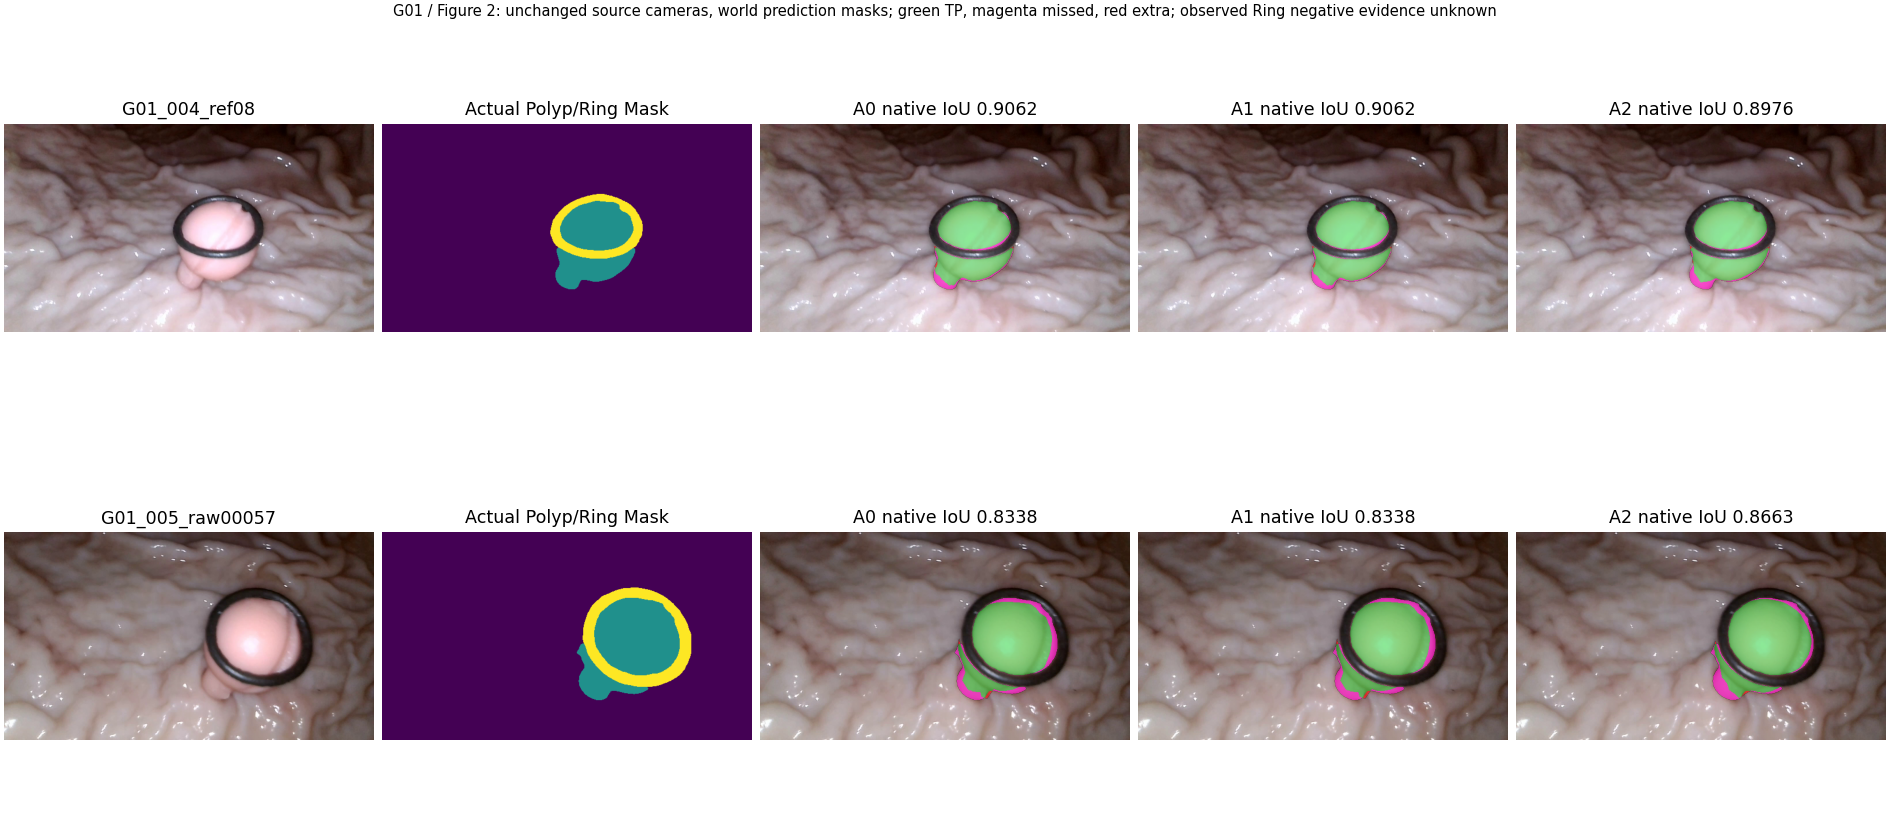 G01 / Figure 2: unchanged source cameras, world prediction masks; green TP, magenta missed, red extra; observed Ring negative evidence unknown
G01_004_ref08
Actual Polyp/Ring Mask
A0 native IoU 0.9062
A1 native IoU 0.9062
A2 native IoU 0.8976
G01_005_raw00057
Actual Polyp/Ring Mask
A0 native IoU 0.8338
A1 native IoU 0.8338
A2 native IoU 0.8663